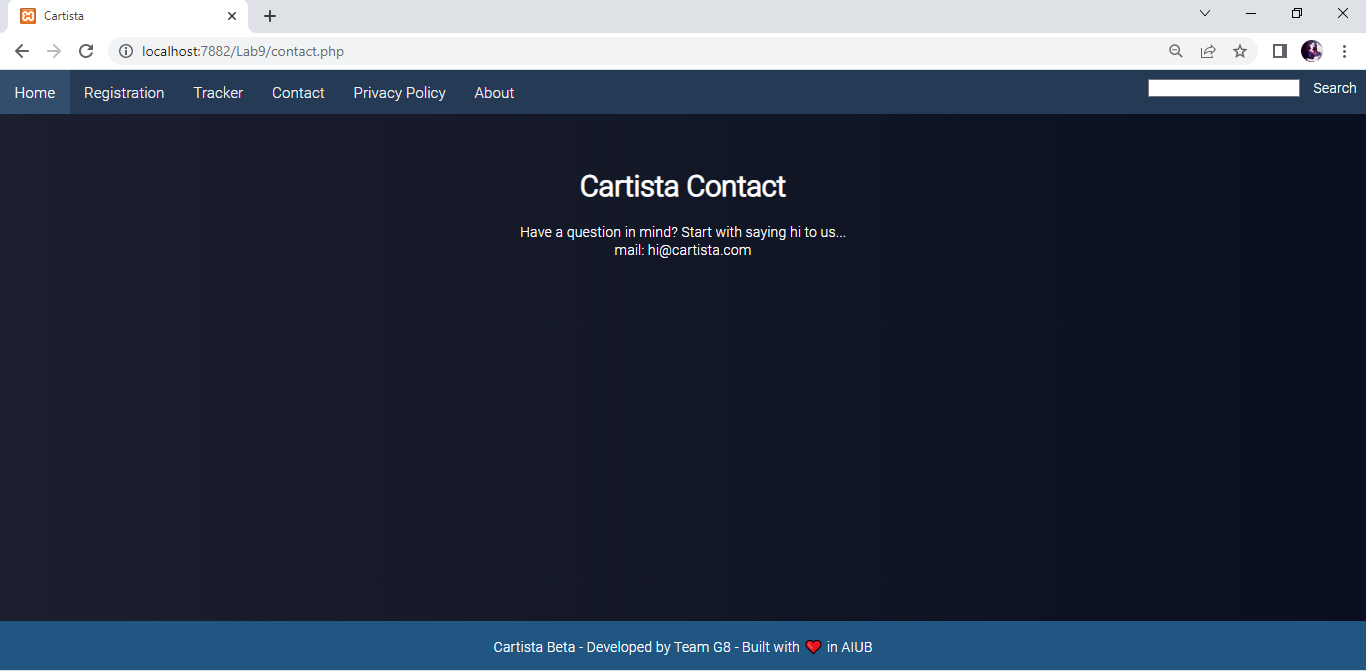 Cartista
localhost:7882/Lab9/contact.php
Home Registration Tracker Contact Privacy Policy About Search
Cartista Contact
Have a question in mind? Start with saying hi to us...
mail: hi@cartista.com
Cartista Beta - Developed by Team G8 - Built with ❤️ in AIUB